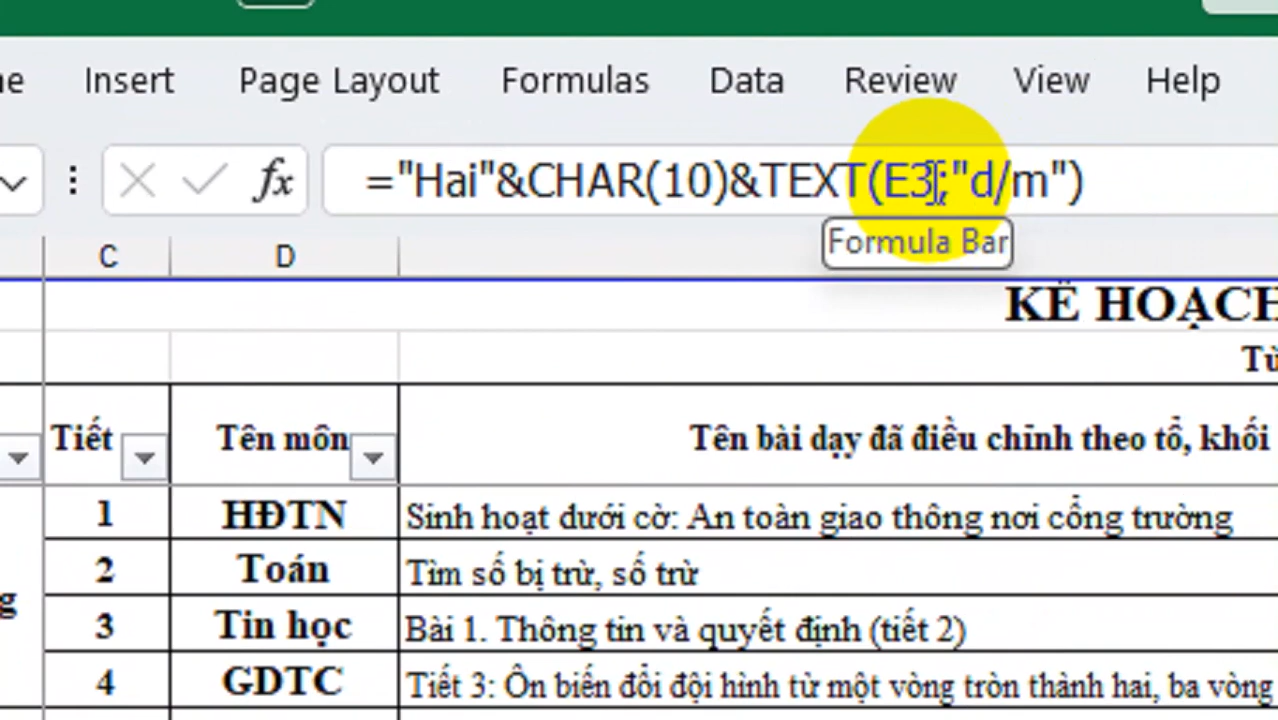 Insert Page Layout Formulas Data Review View Help
fx ="Hai"&CHAR(10)&TEXT(E3;"d/m")
Formula Bar
C D
KẾ HOẠCH
Tiết Tên môn Tên bài dạy đã điều chỉnh theo tổ, khối
1 HĐTN Sinh hoạt dưới cờ: An toàn giao thông nơi cổng trường
2 Toán Tìm số bị trừ, số trừ
3 Tin học Bài 1. Thông tin và quyết định (tiết 2)
4 GDTC Tiết 3: Ôn biến đổi đội hình từ một vòng tròn thành hai, ba vòng